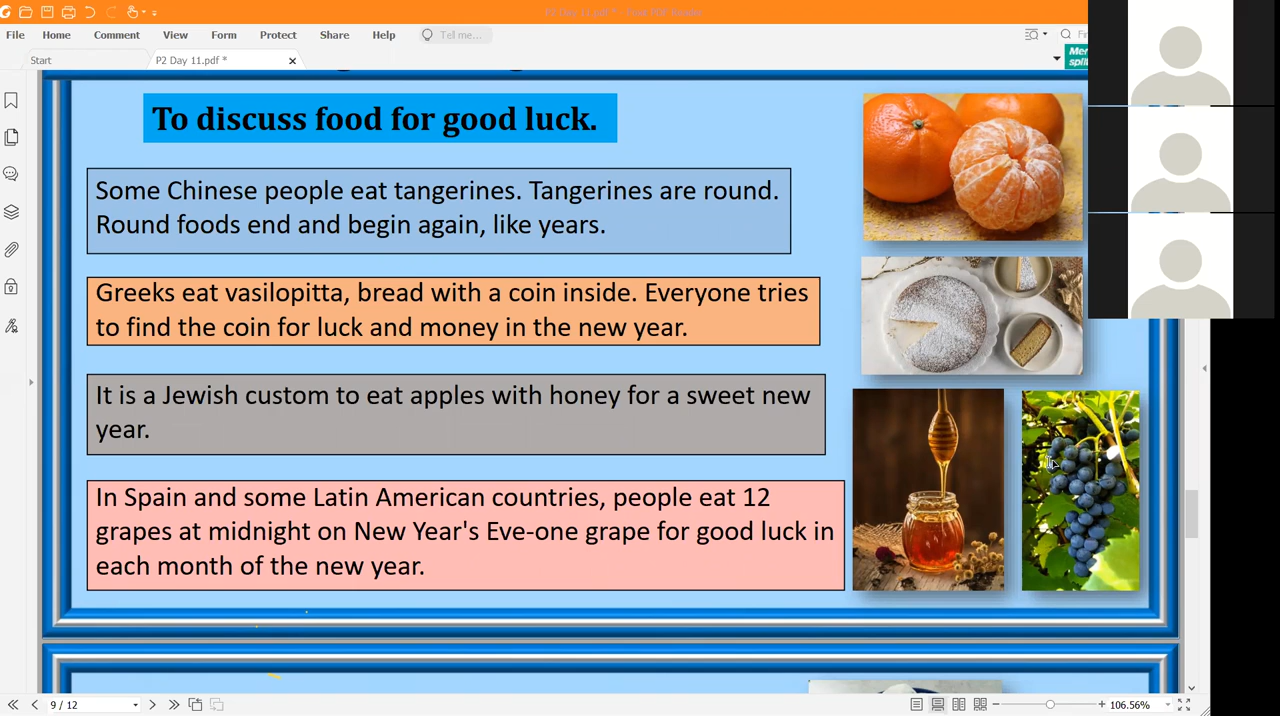 File Home Comment View Form Protect Share Help Tell me...
Start P2 Day 11.pdf *
To discuss food for good luck.
Some Chinese people eat tangerines. Tangerines are round.
Round foods end and begin again, like years.
Greeks eat vasilopitta, bread with a coin inside. Everyone tries
to find the coin for luck and money in the new year.
It is a Jewish custom to eat apples with honey for a sweet new
year.
In Spain and some Latin American countries, people eat 12
grapes at midnight on New Year's Eve-one grape for good luck in
each month of the new year.
9 / 12
106.56%